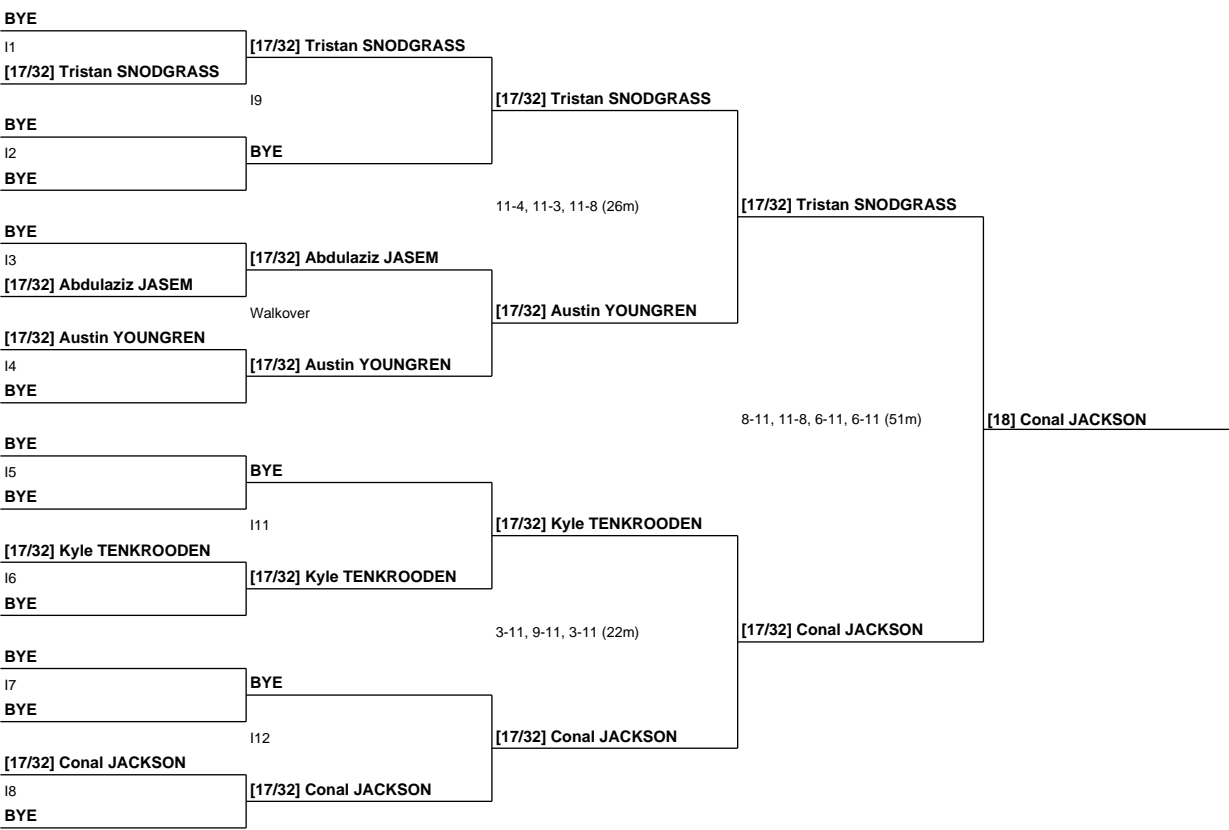 BYE
I1
[17/32] Tristan SNODGRASS
[17/32] Tristan SNODGRASS
I9
[17/32] Tristan SNODGRASS
BYE
I2
BYE
BYE
11-4, 11-3, 11-8 (26m)
[17/32] Tristan SNODGRASS
BYE
I3
[17/32] Abdulaziz JASEM
[17/32] Abdulaziz JASEM
Walkover
[17/32] Austin YOUNGREN
[17/32] Austin YOUNGREN
I4
[17/32] Austin YOUNGREN
BYE
8-11, 11-8, 6-11, 6-11 (51m)
[18] Conal JACKSON
BYE
I5
BYE
BYE
I11
[17/32] Kyle TENKROODEN
[17/32] Kyle TENKROODEN
I6
[17/32] Kyle TENKROODEN
BYE
3-11, 9-11, 3-11 (22m)
[17/32] Conal JACKSON
BYE
I7
BYE
BYE
I12
[17/32] Conal JACKSON
[17/32] Conal JACKSON
I8
[17/32] Conal JACKSON
BYE